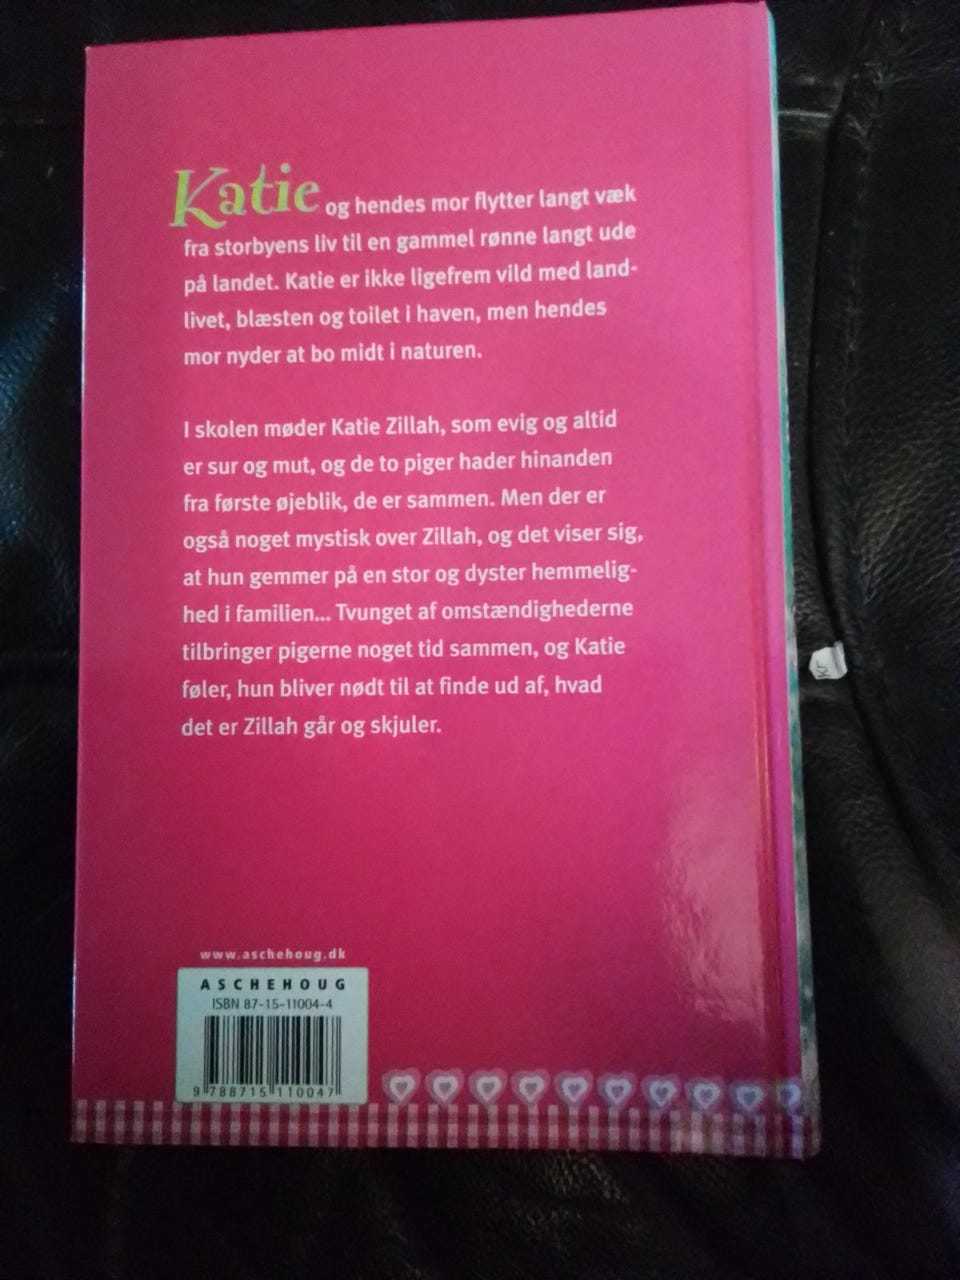 Katie og hendes mor flytter langt væk
fra storbyens liv til en gammel rønne langt ude
på landet. Katie er ikke ligefrem vild med land-
livet, blæsten og toilet i haven, men hendes
mor nyder at bo midt i naturen.
I skolen møder Katie Zillah, som evig og altid
er sur og mut, og de to piger hader hinanden
fra første øjeblik, de er sammen. Men der er
også noget mystisk over Zillah, og det viser sig,
at hun gemmer på en stor og dyster hemmelig-
hed i familien... Tvunget af omstændighederne
tilbringer pigerne noget tid sammen, og Katie
føler, hun bliver nødt til at finde ud af, hvad
det er Zillah går og skjuler.
www.aschehoug.dk
ASCHEHOUG
ISBN 87-15-11004-4
9 788715 110047
kr